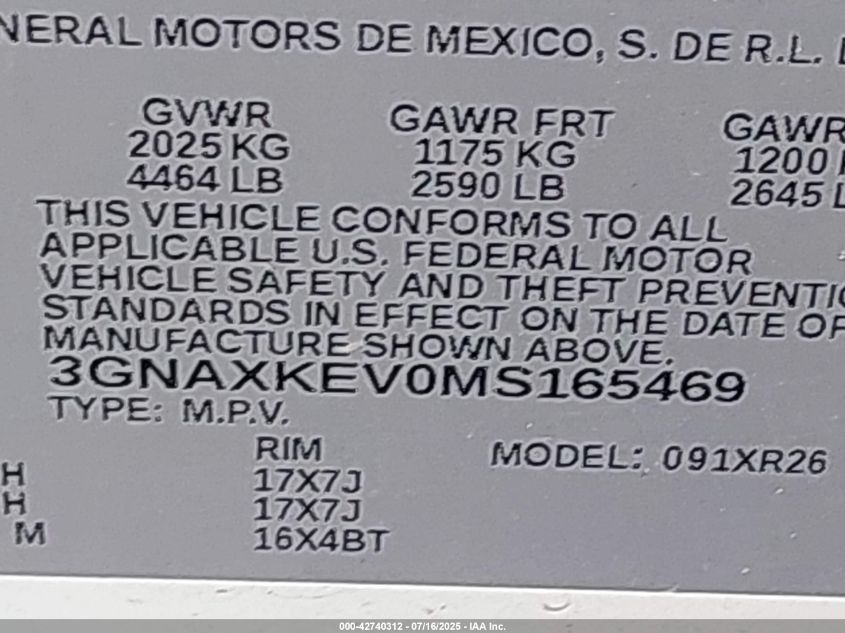 NERAL MOTORS DE MEXICO, S. DE R.L.
GVWR GAWR FRT GAWR
2025 KG 1175 KG 1200
4464 LB 2590 LB 2645 L
THIS VEHICLE CONFORMS TO ALL
APPLICABLE U.S. FEDERAL MOTOR
VEHICLE SAFETY AND THEFT PREVENTIO
STANDARDS IN EFFECT ON THE DATE OF
MANUFACTURE SHOWN ABOVE.
3GNAXKEV0MS165469
TYPE: M.P.V.
RIM MODEL: 091XR26
H 17X7J
H 17X7J
M 16X4BT
000-42740312 - 07/16/2025 - IAA Inc.